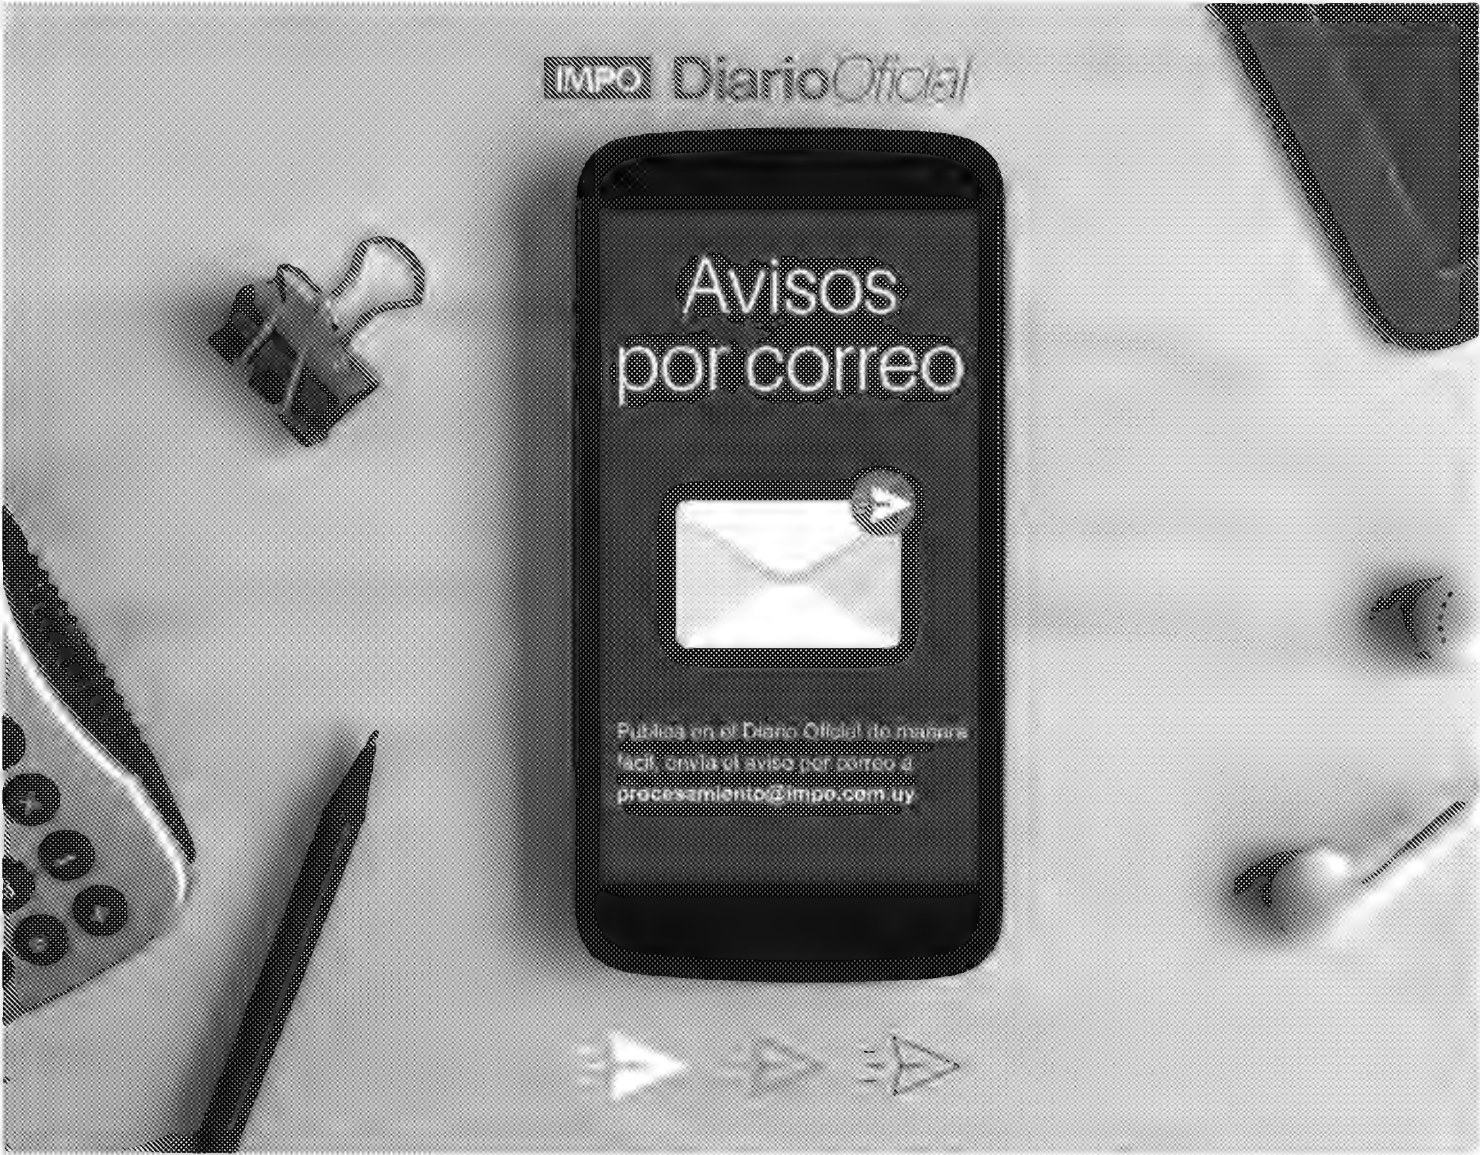 IMPO DiarioOficial
Avisos
por correo
Publica en el Diario Oficial de manera
fácil, envía el aviso por correo a
procesamiento@impo.com.uy